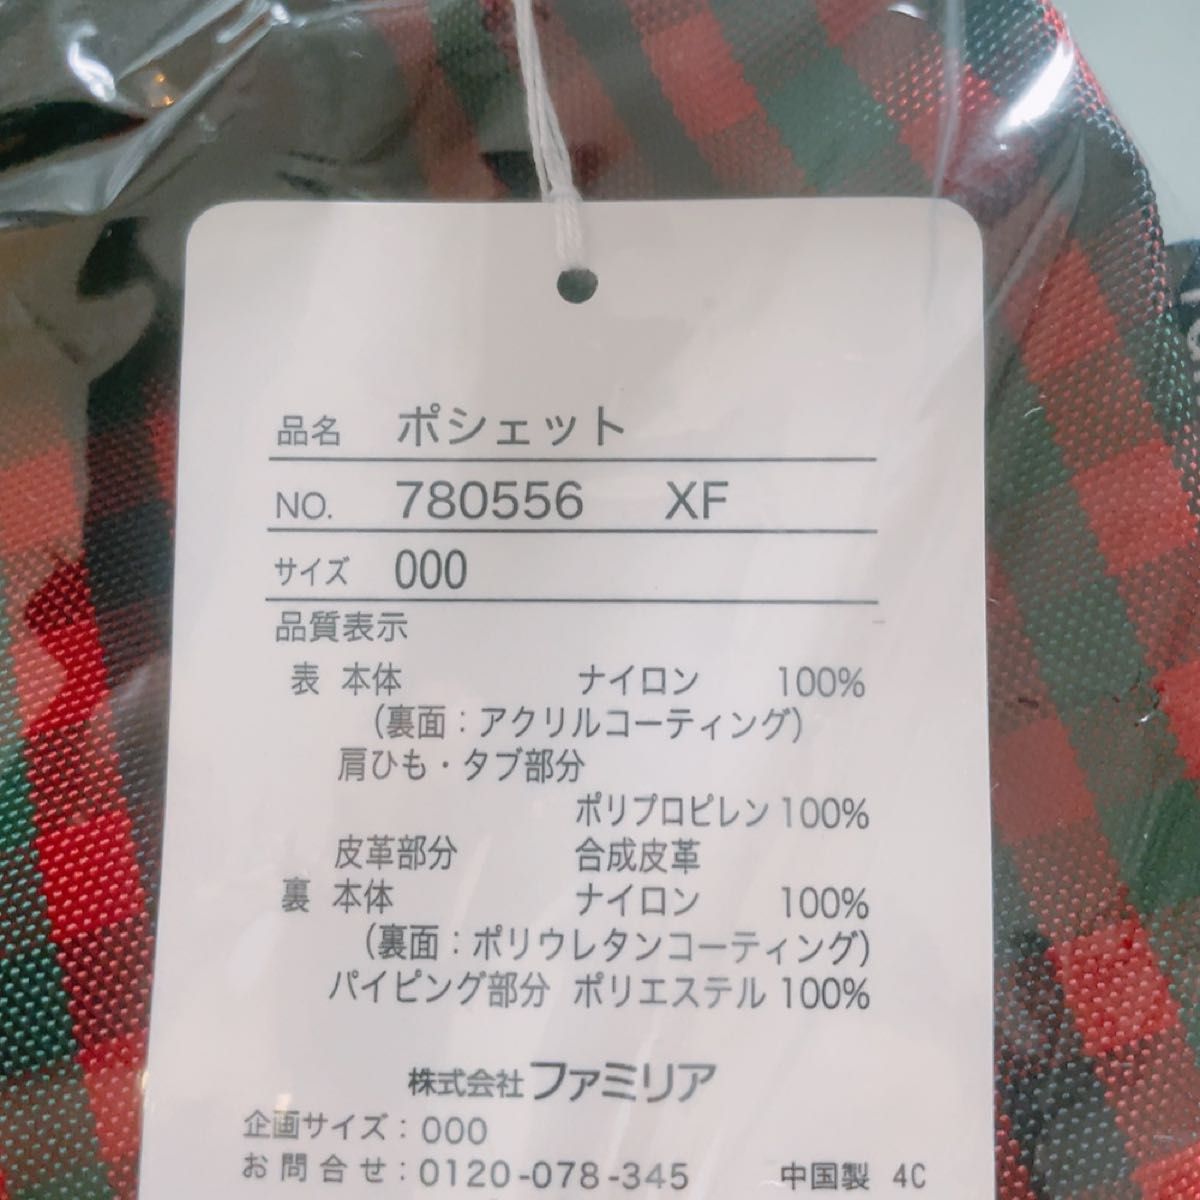 品名 ポシェット
NO. 780556 XF
サイズ 000
品質表示
表 本体 ナイロン 100%
（裏面：アクリルコーティング）
肩ひも・タブ部分
ポリプロピレン 100%
皮革部分 合成皮革
裏 本体 ナイロン 100%
（裏面：ポリウレタンコーティング）
パイピング部分 ポリエステル 100%
株式会社ファミリア
企画サイズ：000
お問合せ：0120-078-345 中国製 4C